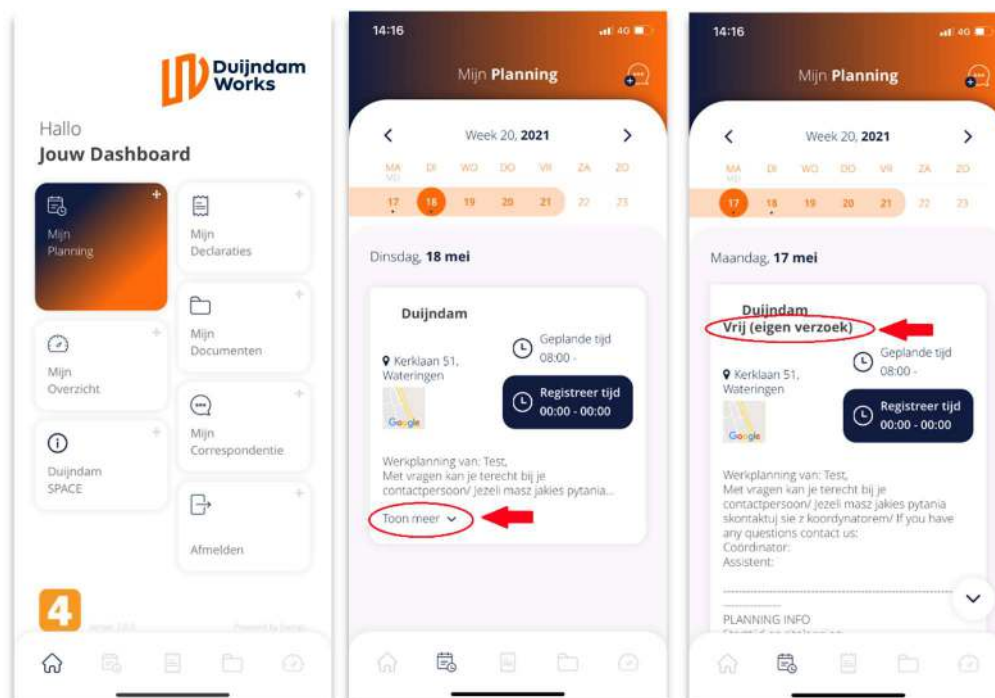 Duijndam
Works
Hallo
Jouw Dashboard
Mijn
Planning
Mijn
Declaraties
Mijn
Documenten
Mijn
Overzicht
Mijn
Correspondentie
Duijndam
SPACE
Afmelden
4
14:16
4G
Mijn Planning
Week 20, 2021
MA DI WO DO VR ZA ZO
MEI
17 18 19 20 21 22 23
Dinsdag, 18 mei
Duijndam
Geplande tijd
08:00 -
Kerklaan 51,
Wateringen
Registreer tijd
00:00 - 00:00
Google
Werkplanning van: Test,
Met vragen kan je terecht bij je
contactpersoon/ Jezeli masz jakies pytania...
Toon meer
14:16
4G
Mijn Planning
Week 20, 2021
MA DI WO DO VR ZA ZO
MEI
17 18 19 20 21 22 23
Maandag, 17 mei
Duijndam
Vrij (eigen verzoek)
Geplande tijd
08:00 -
Kerklaan 51,
Wateringen
Registreer tijd
00:00 - 00:00
Google
Werkplanning van: Test,
Met vragen kan je terecht bij je
contactpersoon/ Jezeli masz jakies pytania
skontaktuj sie z koordynatorem/ If you have
any questions contact us:
Coördinator:
Assistent:
PLANNING INFO